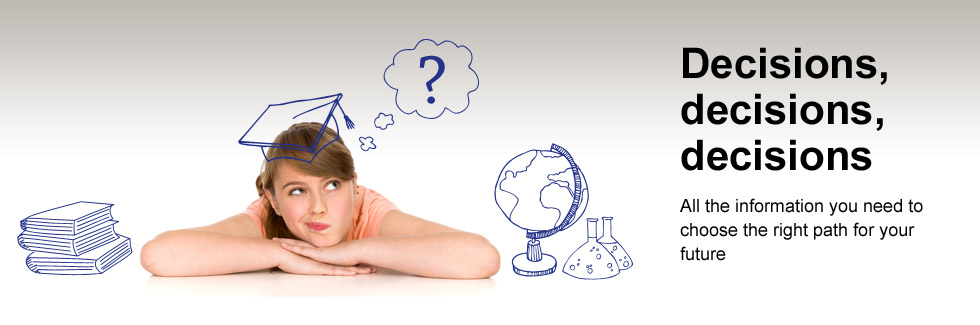 ?
Decisions,
decisions,
decisions
All the information you need to
choose the right path for your
future